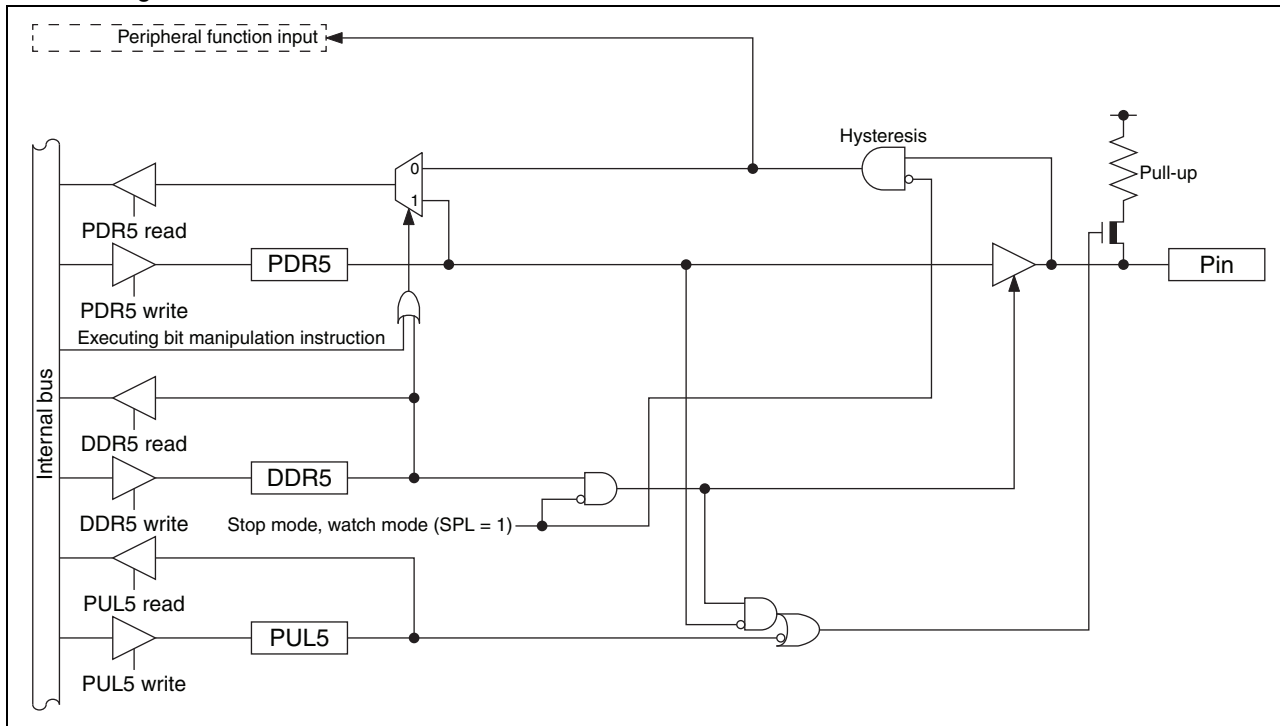 Peripheral function input
Hysteresis
0
Pull-up
1
PDR5 read
PDR5
Pin
PDR5 write
Executing bit manipulation instruction
Internal bus
DDR5 read
DDR5
DDR5 write
Stop mode, watch mode (SPL = 1)
PUL5 read
PUL5
PUL5 write